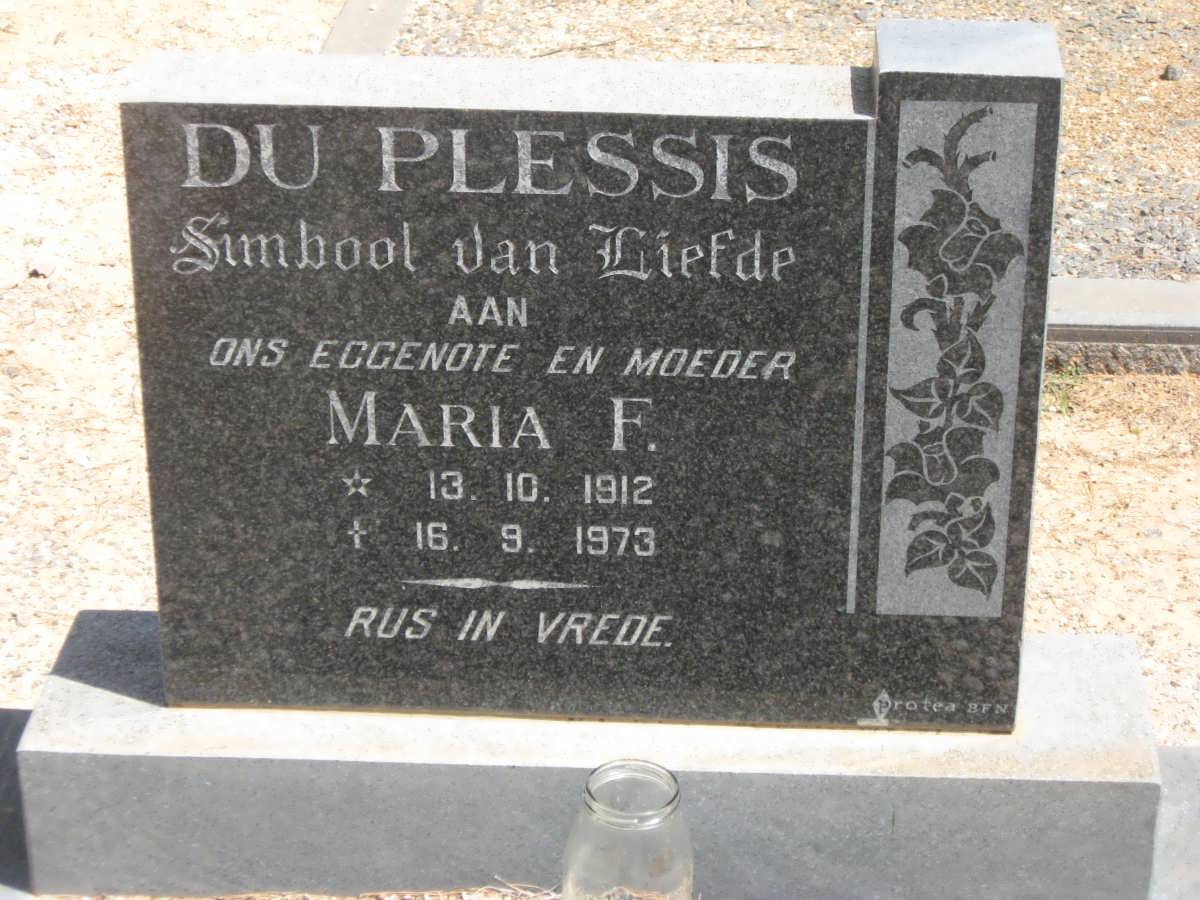 DU PLESSIS
Simbool van Liefde
AAN
ONS EGGENOTE EN MOEDER
MARIA F.
☆ 13. 10. 1912
† 16. 9. 1973
RUS IN VREDE.
protea BFN